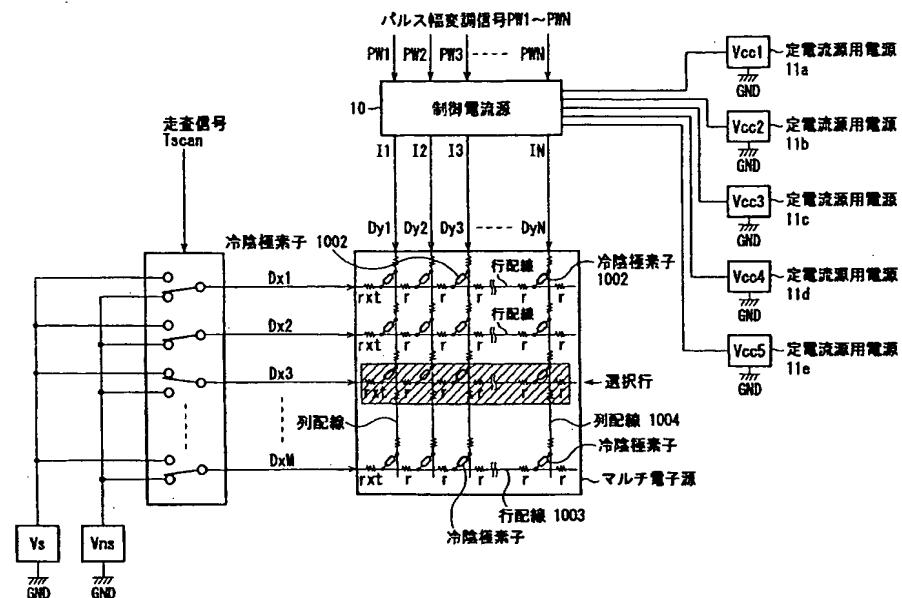 パルス幅変調信号PW1～PWN
PW1 PW2 PW3 PWN
10
制御電流源
I1 I2 I3 IN
Vcc1
定電流源用電源
11a
GND
Vcc2
定電流源用電源
11b
GND
Vcc3
定電流源用電源
11c
GND
Vcc4
定電流源用電源
11d
GND
Vcc5
定電流源用電源
11e
GND
走査信号
Tscan
Dy1 Dy2 Dy3 DyN
冷陰極素子 1002
冷陰極素子
1002
Dx1
行配線
rxt r r r r r
Dx2
行配線
rxt r r r r r
Dx3
rxt r r r r r
選択行
列配線
列配線 1004
冷陰極素子
DxM
rxt r r r r r
マルチ電子源
行配線 1003
冷陰極素子
Vs
GND
Vns
GND